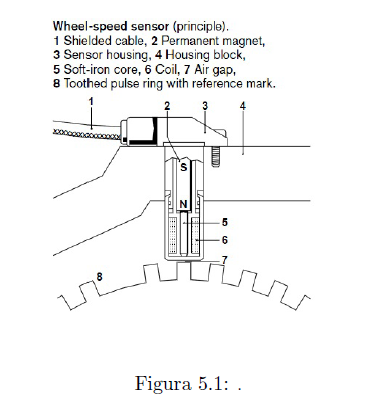 Wheel-speed sensor (principle).
1 Shielded cable, 2 Permanent magnet,
3 Sensor housing, 4 Housing block,
5 Soft-iron core, 6 Coil, 7 Air gap,
8 Toothed pulse ring with reference mark.
1 2 3 4
S
N
5
6
7
8
Figura 5.1: .